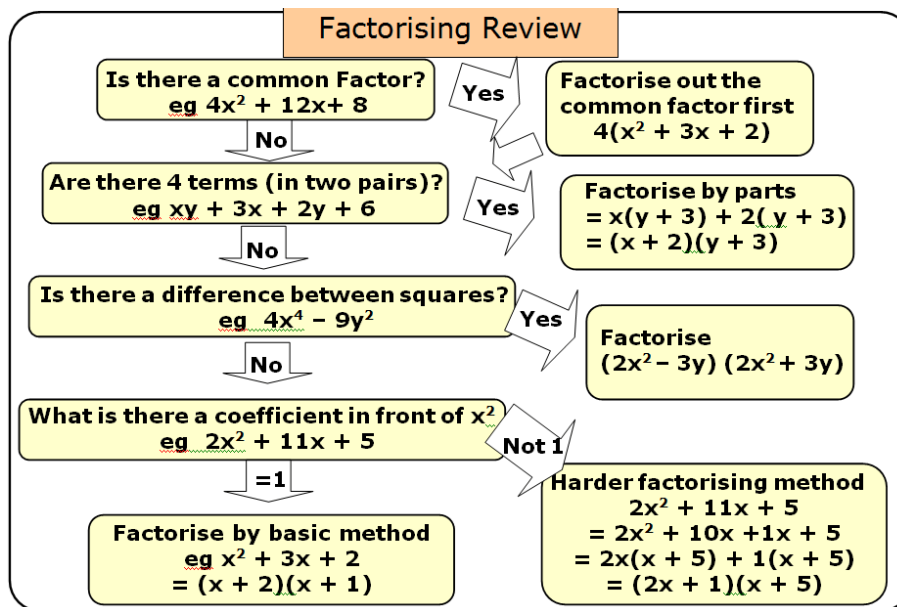 Factorising Review
Is there a common Factor?
eg 4x² + 12x+ 8
Yes
Factorise out the
common factor first
4(x² + 3x + 2)
No
Are there 4 terms (in two pairs)?
eg xy + 3x + 2y + 6
Yes
Factorise by parts
= x(y + 3) + 2( y + 3)
= (x + 2)(y + 3)
No
Is there a difference between squares?
eg 4x⁴ – 9y²
Yes
Factorise
(2x² – 3y) (2x² + 3y)
No
What is there a coefficient in front of x²
eg 2x² + 11x + 5
Not 1
Harder factorising method
2x² + 11x + 5
= 2x² + 10x +1x + 5
= 2x(x + 5) + 1(x + 5)
= (2x + 1)(x + 5)
=1
Factorise by basic method
eg x² + 3x + 2
= (x + 2)(x + 1)